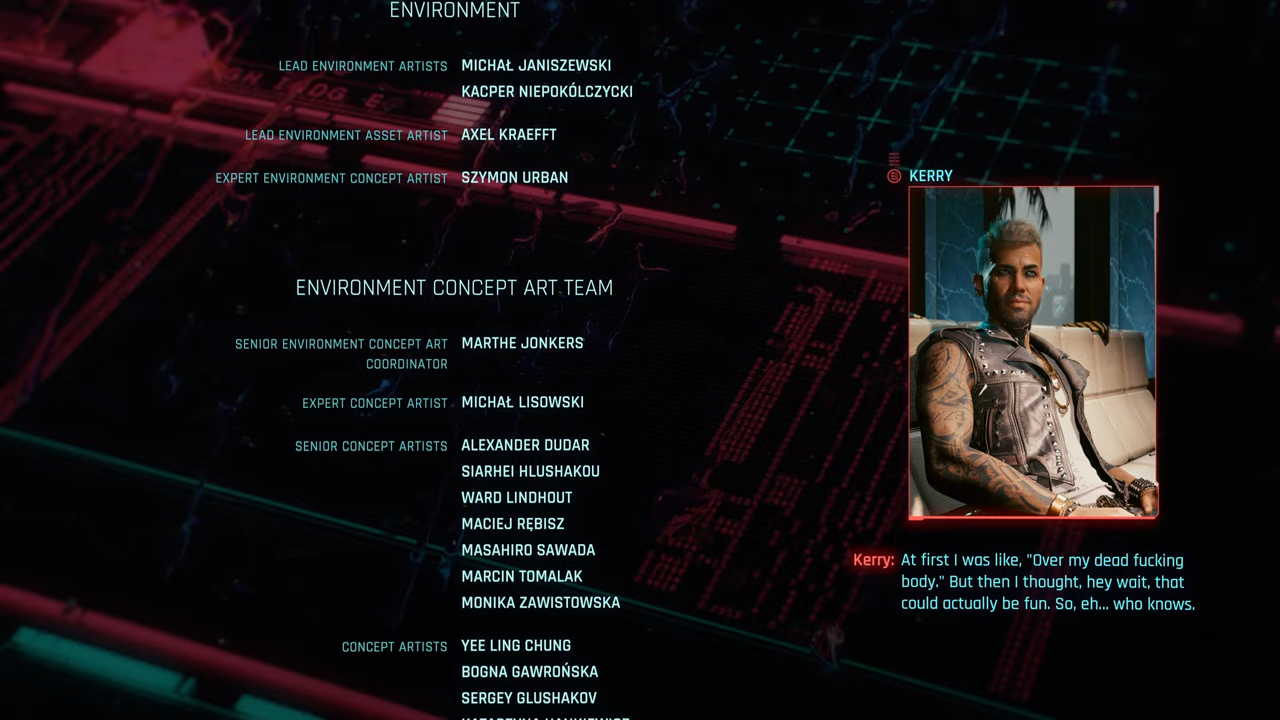 ENVIRONMENT
LEAD ENVIRONMENT ARTISTS MICHAŁ JANISZEWSKI
KACPER NIEPOKÓLCZYCKI
LEAD ENVIRONMENT ASSET ARTIST AXEL KRAEFFT
EXPERT ENVIRONMENT CONCEPT ARTIST SZYMON URBAN
ENVIRONMENT CONCEPT ART TEAM
SENIOR ENVIRONMENT CONCEPT ART MARTHE JONKERS
COORDINATOR
EXPERT CONCEPT ARTIST MICHAŁ LISOWSKI
SENIOR CONCEPT ARTISTS ALEXANDER DUDAR
SIARHEI HLUSHAKOU
WARD LINDHOUT
MACIEJ RĘBISZ
MASAHIRO SAWADA
MARCIN TOMALAK
MONIKA ZAWISTOWSKA
CONCEPT ARTISTS YEE LING CHUNG
BOGNA GAWROŃSKA
SERGEY GLUSHAKOV
KERRY
Kerry: At first I was like, "Over my dead fucking
body." But then I thought, hey wait, that
could actually be fun. So, eh... who knows.